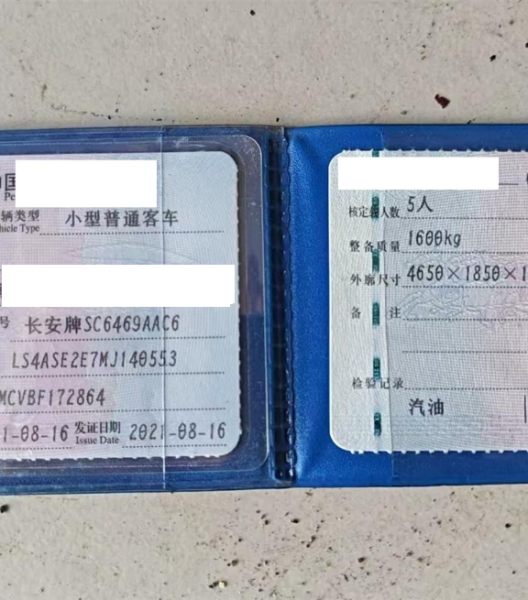 国
辆类型 小型普通客车
hicle Type
号 长安牌SC6469AAC6
LS4ASE2E7MJ140553
MCVBF172864
1-08-16 发证日期 2021-08-16
Issue Date
核定载人数 5人
整备质量 1600kg
外廓尺寸 4650×1850×1
备 注
检验记录
汽油